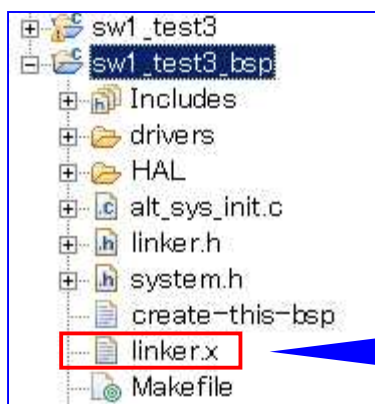 sw1_test3
sw1_test3_bsp
Includes
drivers
HAL
alt_sys_init.c
linker.h
system.h
create-this-bsp
linker.x
Makefile